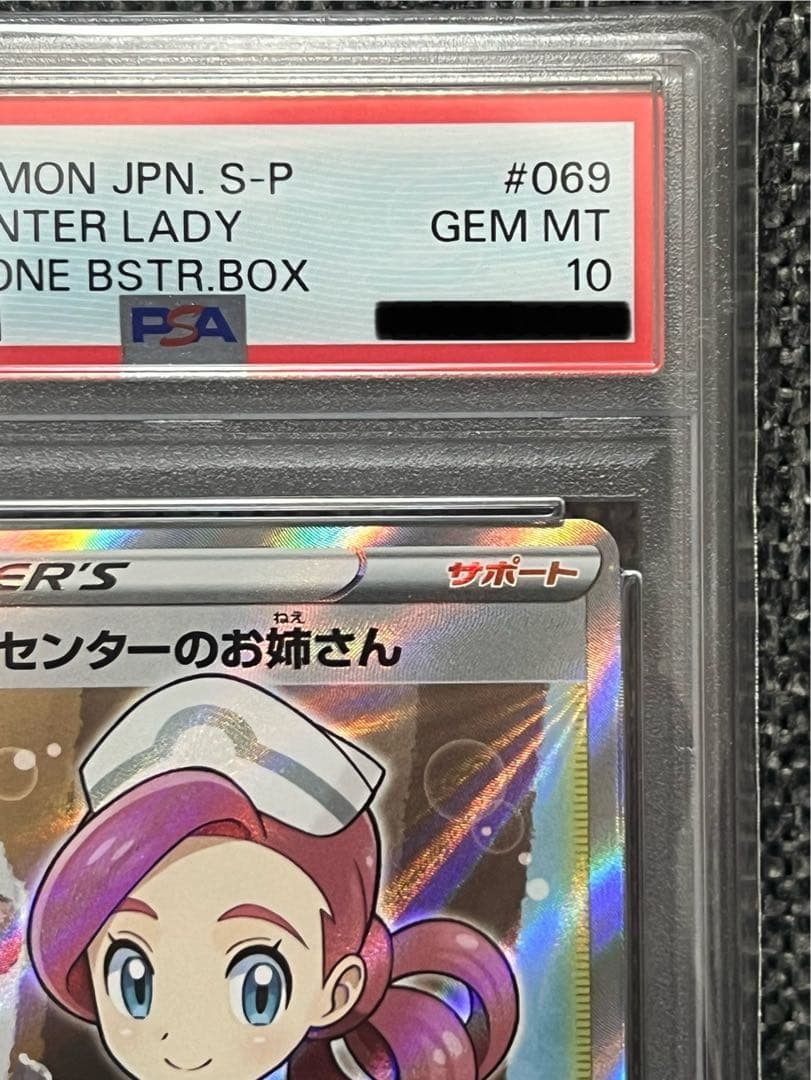 MON JPN. S-P #069
NTER LADY GEM MT
ONE BSTR.BOX 10
PSA
ER'S サポート
ねえ
センターのお姉さん